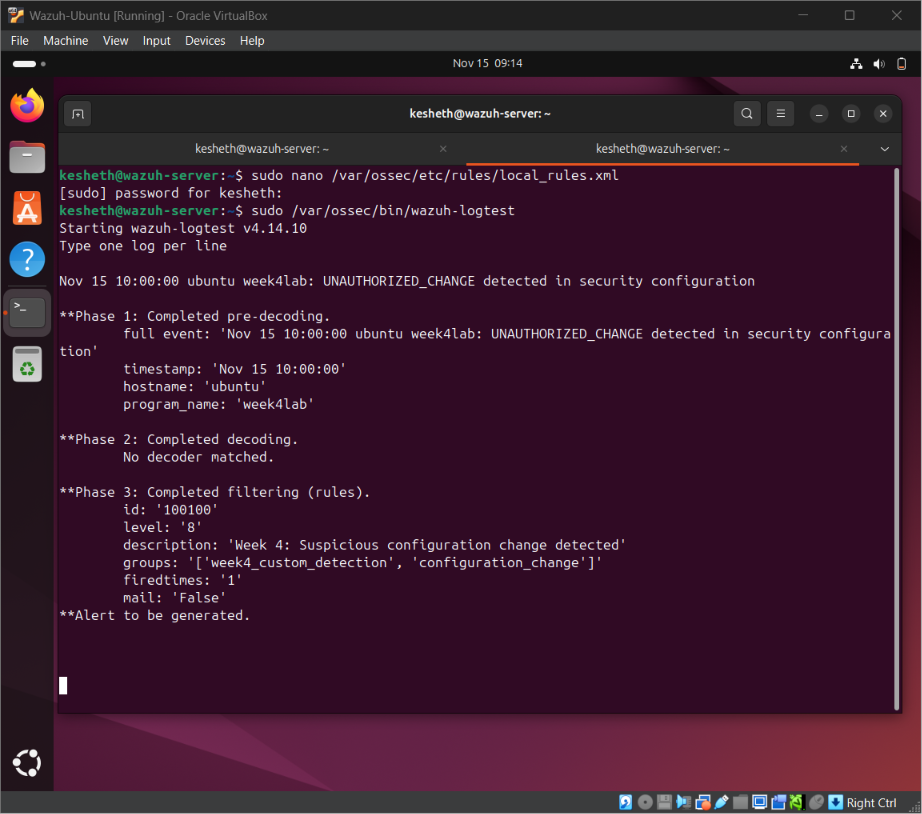 Wazuh-Ubuntu [Running] - Oracle VirtualBox
File Machine View Input Devices Help
Nov 15 09:14
kesheth@wazuh-server: ~
kesheth@wazuh-server: ~
kesheth@wazuh-server: ~
kesheth@wazuh-server:~$ sudo nano /var/ossec/etc/rules/local_rules.xml
[sudo] password for kesheth:
kesheth@wazuh-server:~$ sudo /var/ossec/bin/wazuh-logtest
Starting wazuh-logtest v4.14.10
Type one log per line
Nov 15 10:00:00 ubuntu week4lab: UNAUTHORIZED_CHANGE detected in security configuration
**Phase 1: Completed pre-decoding.
full event: 'Nov 15 10:00:00 ubuntu week4lab: UNAUTHORIZED_CHANGE detected in security configura
tion'
timestamp: 'Nov 15 10:00:00'
hostname: 'ubuntu'
program_name: 'week4lab'
**Phase 2: Completed decoding.
No decoder matched.
**Phase 3: Completed filtering (rules).
id: '100100'
level: '8'
description: 'Week 4: Suspicious configuration change detected'
groups: '['week4_custom_detection', 'configuration_change']'
firedtimes: '1'
mail: 'False'
**Alert to be generated.
Right Ctrl